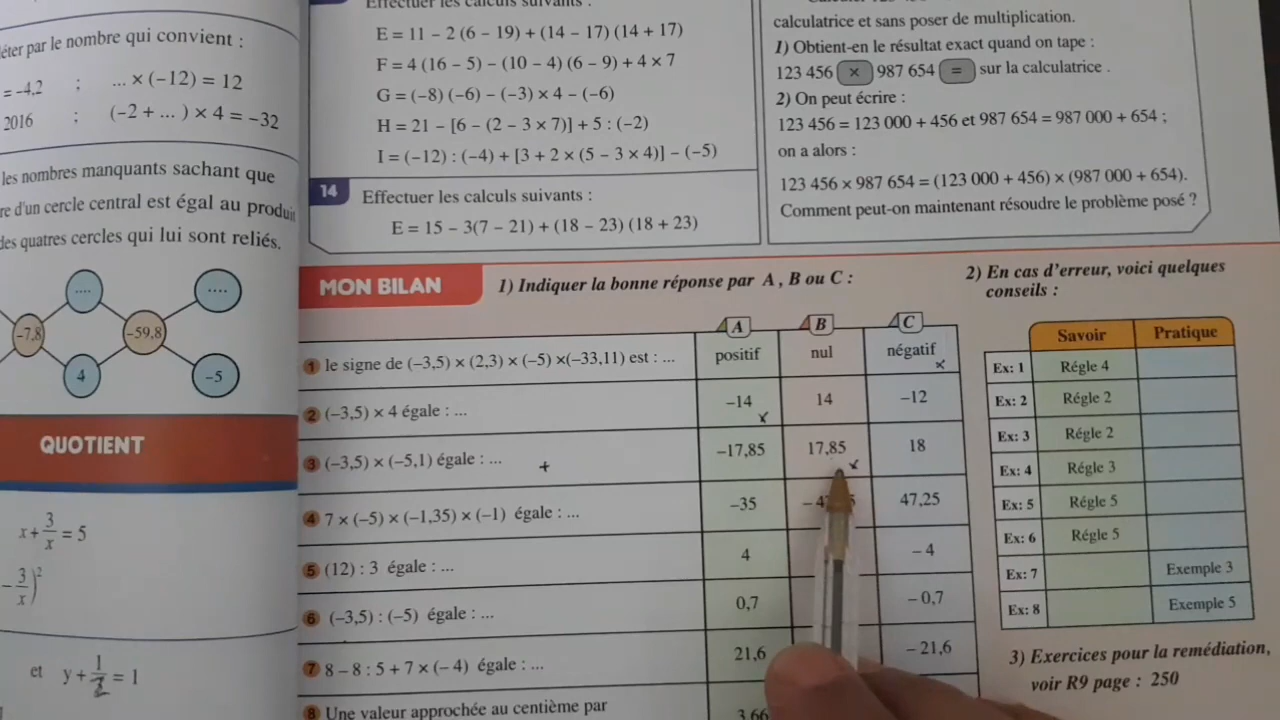 éter par le nombre qui convient :
= -4,2 ; ... × (-12) = 12
2016 ; (-2 + ... ) × 4 = -32
les nombres manquants sachant que
re d'un cercle central est égal au produit
des quatres cercles qui lui sont reliés.
....
....
-7,8
-59,8
4
-5
QUOTIENT
x + 3/x = 5
- 3/x)²
et y + 1/2 = 1
Effectuer les calculs suivants :
E = 11 - 2 (6 - 19) + (14 - 17) (14 + 17)
F = 4 (16 - 5) - (10 - 4) (6 - 9) + 4 × 7
G = (-8) (-6) - (-3) × 4 - (-6)
H = 21 - [6 - (2 - 3 × 7)] + 5 : (-2)
I = (-12) : (-4) + [3 + 2 × (5 - 3 × 4)] - (-5)
14 Effectuer les calculs suivants :
E = 15 - 3(7 - 21) + (18 - 23) (18 + 23)
calculatrice et sans poser de multiplication.
1) Obtient-en le résultat exact quand on tape :
123 456 × 987 654 = sur la calculatrice .
2) On peut écrire :
123 456 = 123 000 + 456 et 987 654 = 987 000 + 654 ;
on a alors :
123 456 × 987 654 = (123 000 + 456) × (987 000 + 654).
Comment peut-on maintenant résoudre le problème posé ?
MON BILAN
1) Indiquer la bonne réponse par A , B ou C :
A B C
1 le signe de (-3,5) × (2,3) × (-5) ×(-33,11) est : ... positif nul négatif ×
2 (-3,5) × 4 égale : ... -14 × 14 -12
3 (-3,5) × (-5,1) égale : ... + -17,85 17,85 × 18
4 7 × (-5) × (-1,35) × (-1) égale : ... -35 47,25
5 (12) : 3 égale : ... 4 - 4
6 (-3,5) : (-5) égale : ... 0,7 - 0,7
7 8 - 8 : 5 + 7 × (- 4) égale : ... 21,6 - 21,6
8 Une valeur approchée au centième par 3,66
2) En cas d'erreur, voici quelques
conseils :
Savoir Pratique
Ex: 1 Régle 4
Ex: 2 Régle 2
Ex: 3 Régle 2
Ex: 4 Régle 3
Ex: 5 Régle 5
Ex: 6 Régle 5
Ex: 7 Exemple 3
Ex: 8 Exemple 5
3) Exercices pour la remédiation,
voir R9 page : 250